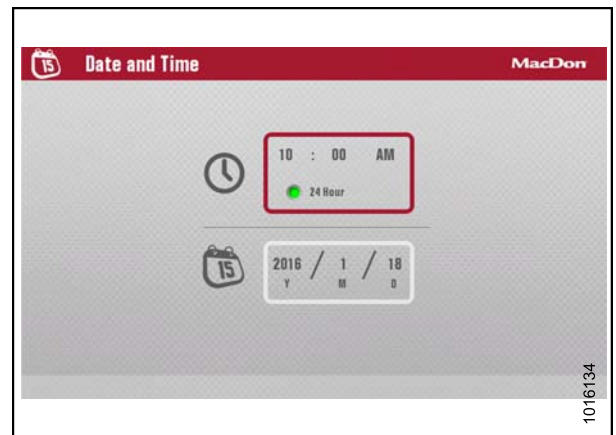 15 Date and Time MacDon
10 : 00 AM
24 Hour
15 2016 / 1 / 18
Y M D
1016134